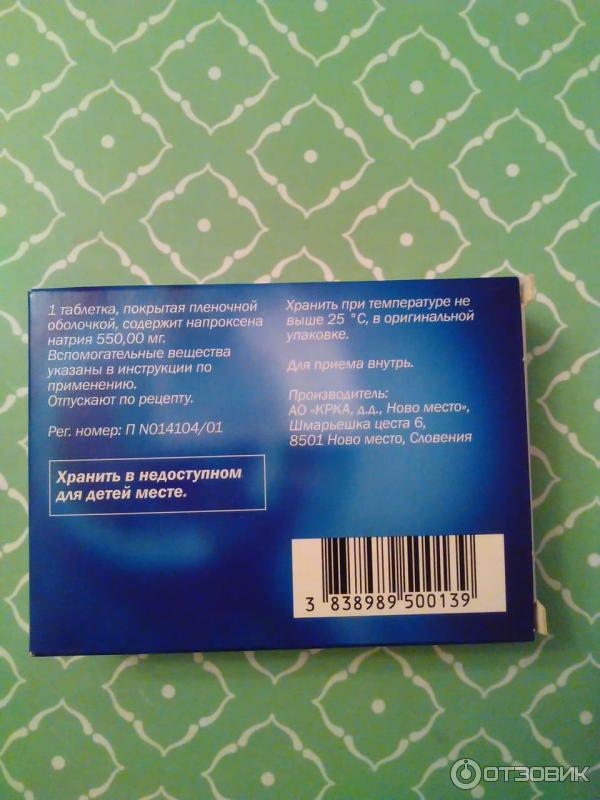 1 таблетка, покрытая пленочной
оболочкой, содержит напроксена
натрия 550,00 мг.
Вспомогательные вещества
указаны в инструкции по
применению.
Отпускают по рецепту.
Рег. номер: П N014104/01
Хранить в недоступном
для детей месте.
Хранить при температуре не
выше 25 °С, в оригинальной
упаковке.
Для приема внутрь.
Производитель:
АО «КРКА, д.д., Ново место»,
Шмарьешка цеста 6,
8501 Ново место, Словения
3 838989 500139
ОТЗОВИК